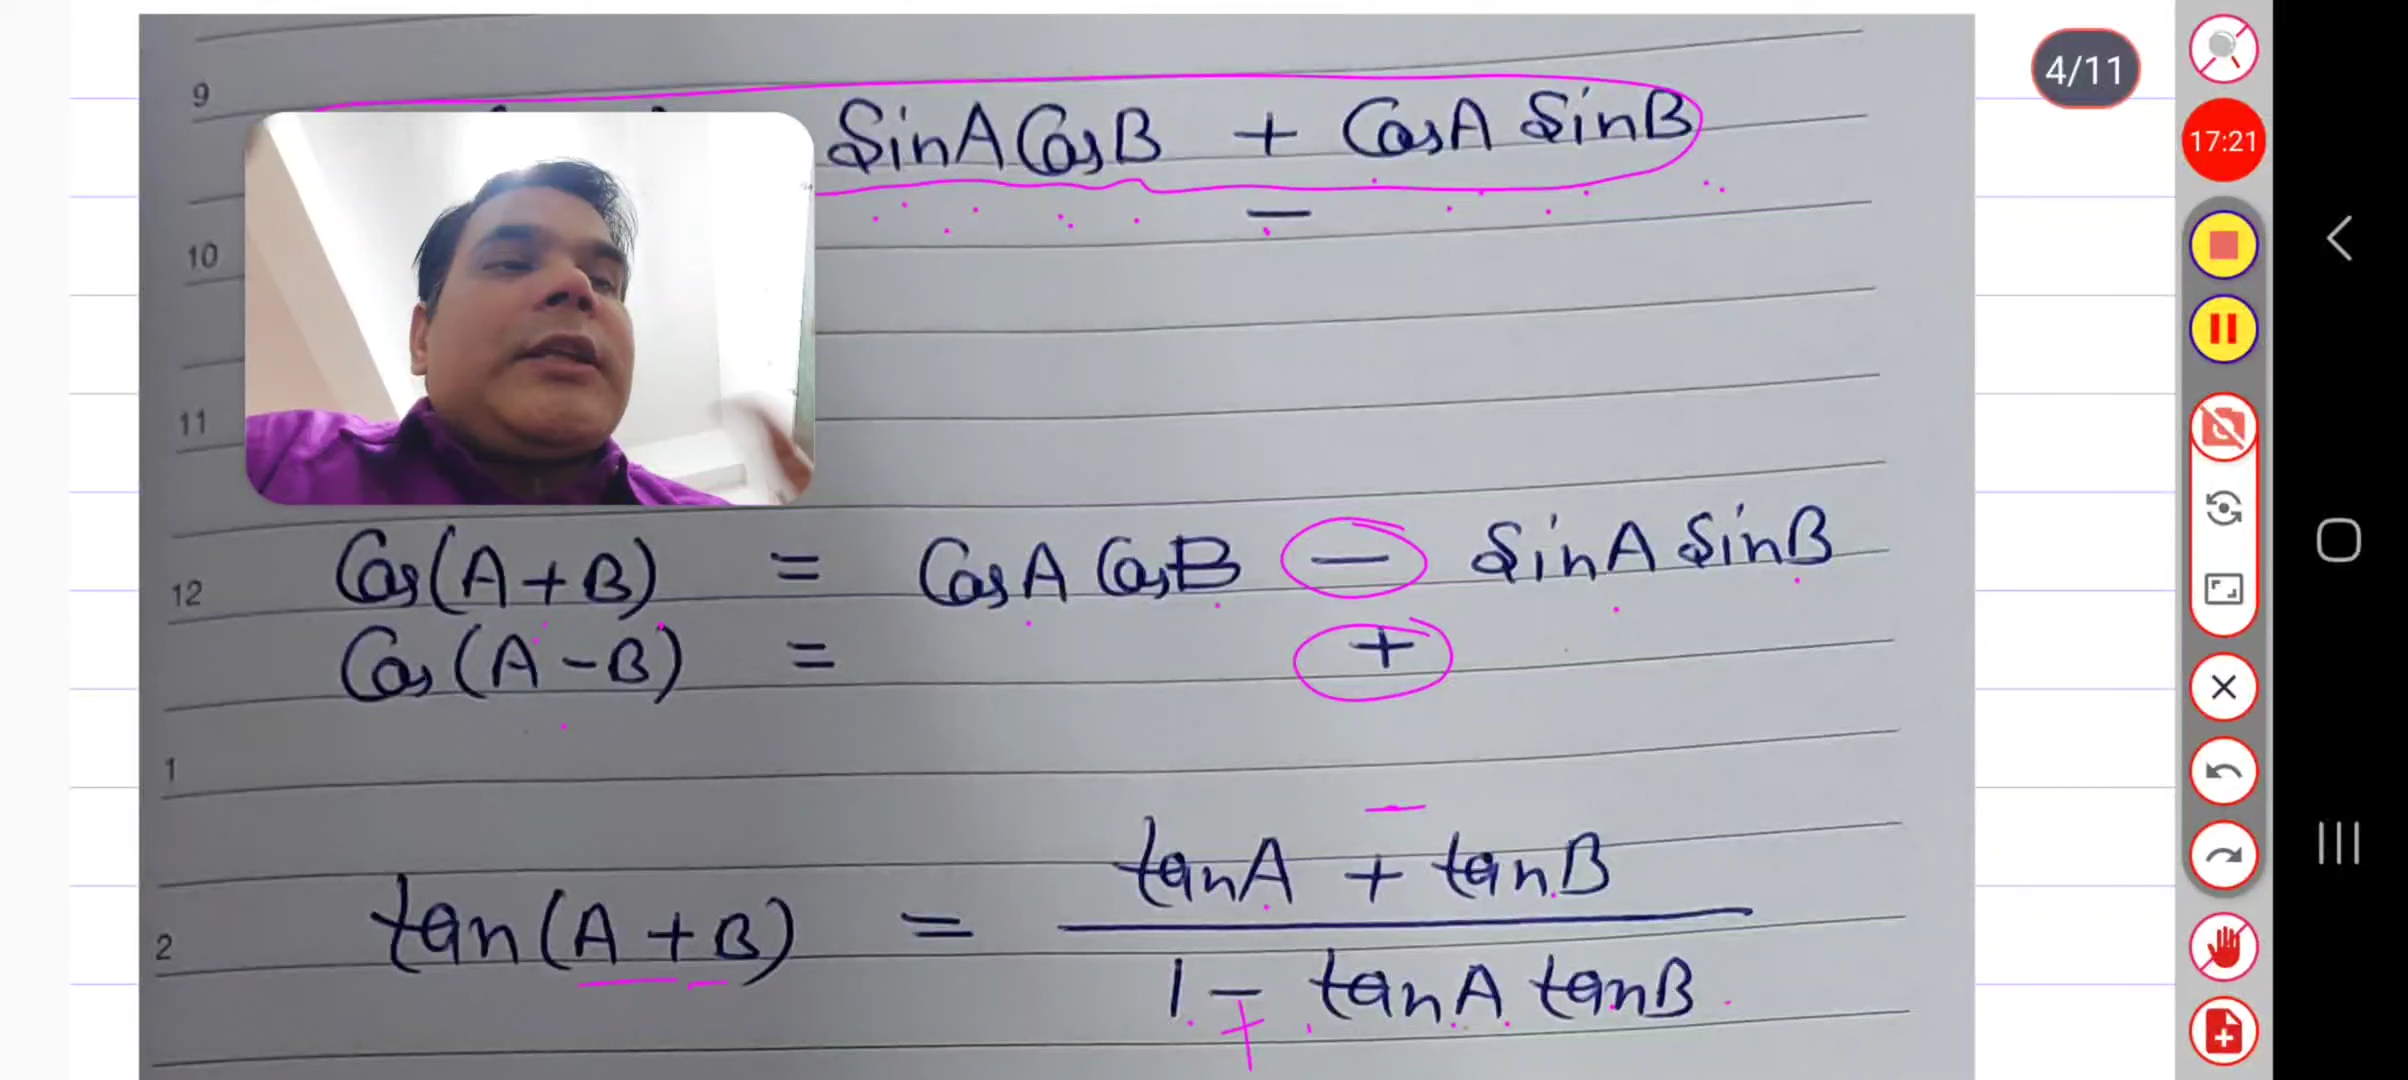 4/11
9
SinA CosB + CosA SinB
17:21
–
10
11
Cos(A+B) = CosA CosB – SinA SinB
12
Cos(A–B) = +
1
–
tanA + tanB
2 tan(A+B) =
1 – tanA tanB
+